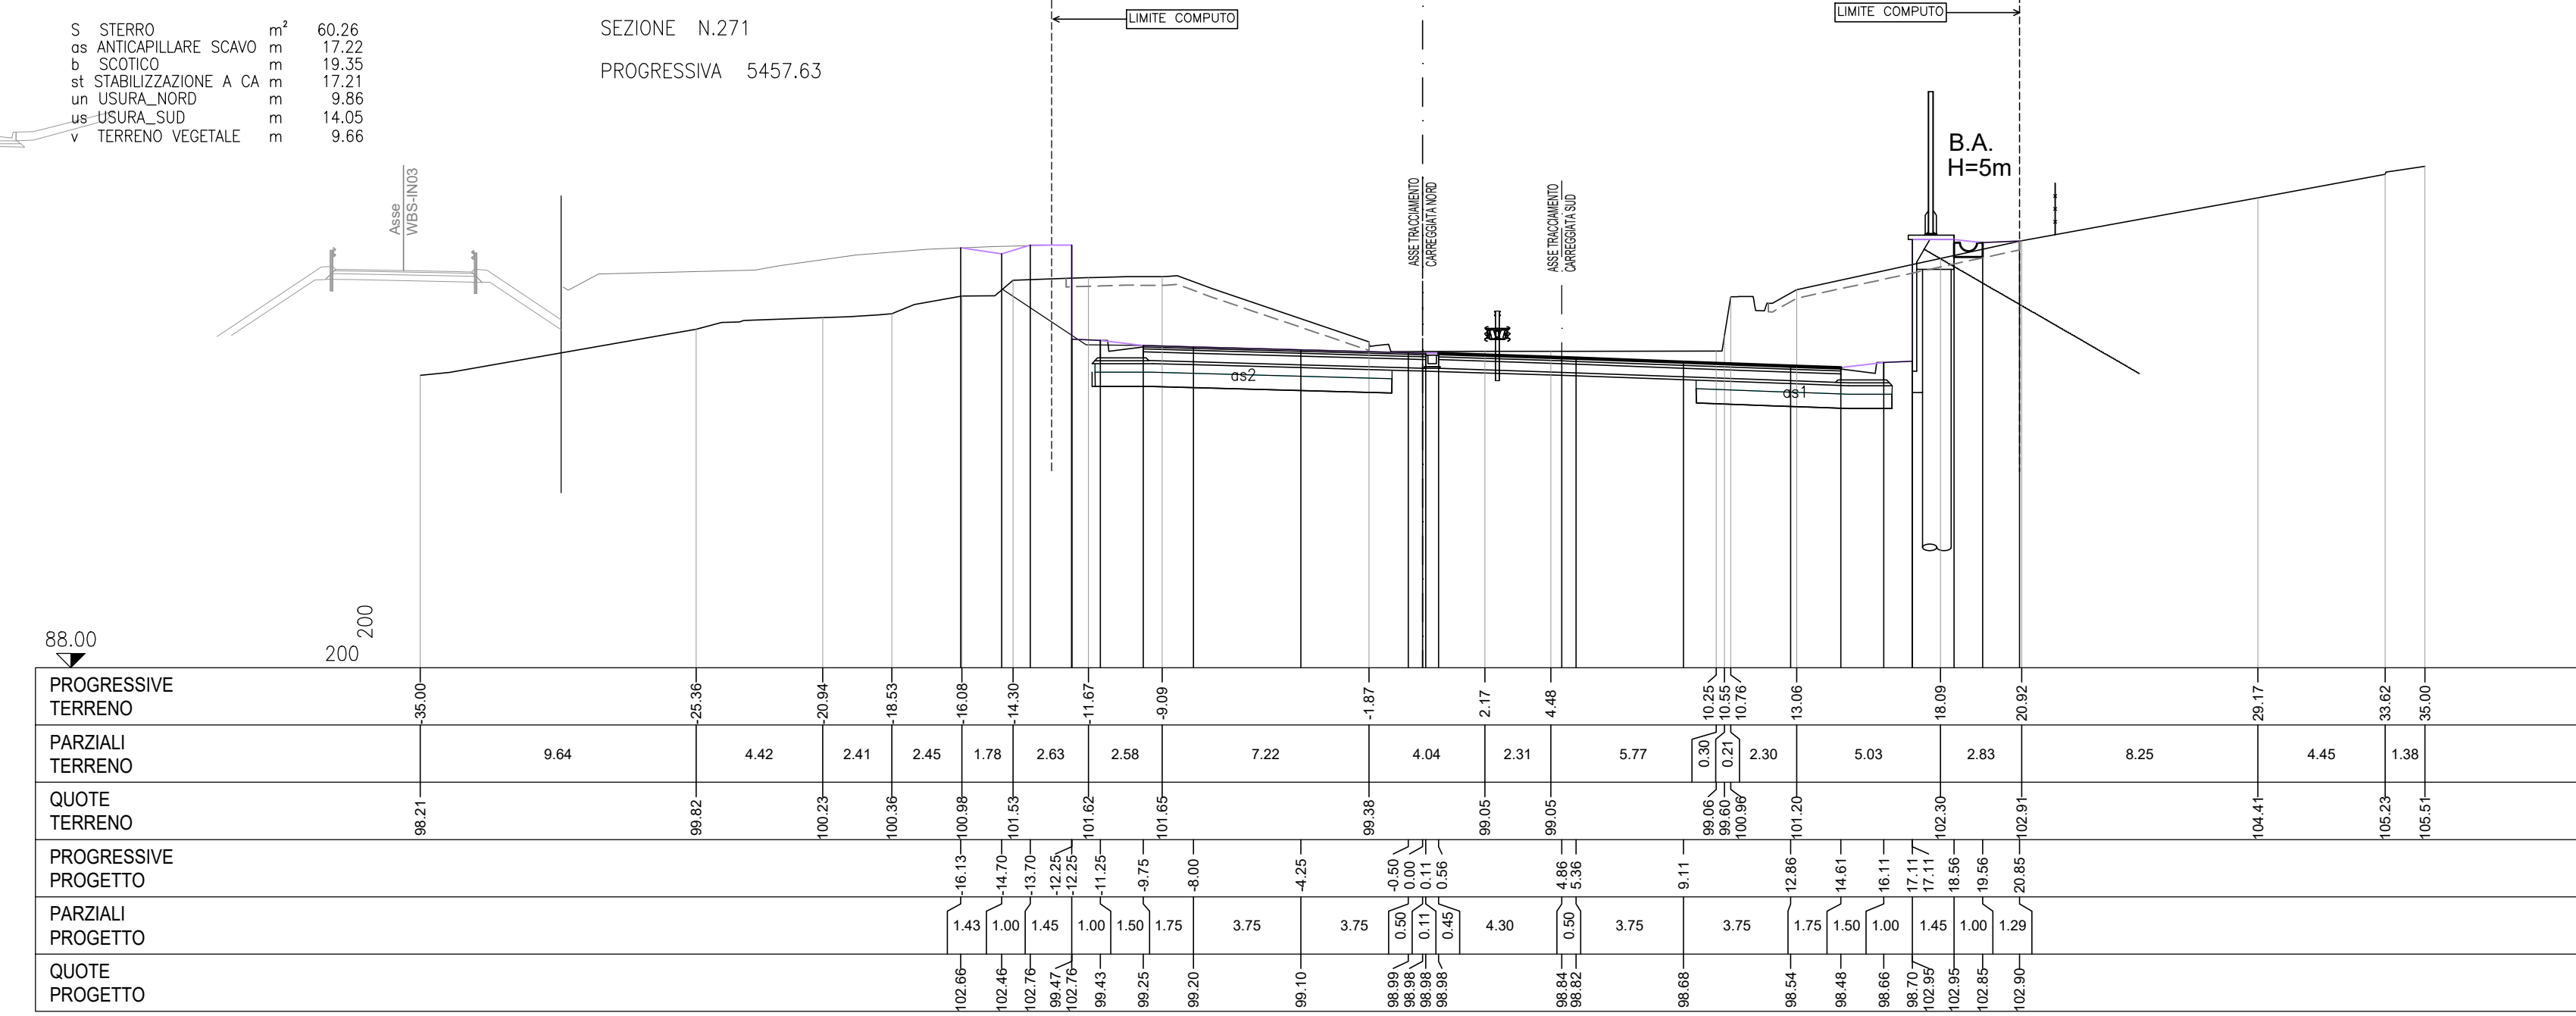 S STERRO m² 60.26
as ANTICAPILLARE SCAVO m 17.22
b SCOTICO m 19.35
st STABILIZZAZIONE A CA m 17.21
un USURA_NORD m 9.86
us USURA_SUD m 14.05
v TERRENO VEGETALE m 9.66
SEZIONE N.271
PROGRESSIVA 5457.63
LIMITE COMPUTO
LIMITE COMPUTO
B.A.
H=5m
Asse
WBS-IN03
ASSE TRACCIAMENTO
CARREGGIATA NORD
ASSE TRACCIAMENTO
CARREGGIATA SUD
as2
as1
88.00
200
200
PROGRESSIVE
TERRENO
-35.00 -25.36 -20.94 -18.53 -16.08 -14.30 -11.67 -9.09 -1.87 2.17 4.48 10.25 10.55 10.76 13.06 18.09 20.92 29.17 33.62 35.00
PARZIALI
TERRENO
9.64 4.42 2.41 2.45 1.78 2.63 2.58 7.22 4.04 2.31 5.77 0.30 0.21 2.30 5.03 2.83 8.25 4.45 1.38
QUOTE
TERRENO
98.21 99.82 100.23 100.36 100.98 101.53 101.62 101.65 99.38 99.05 99.05 99.06 99.60 100.96 101.20 102.30 102.91 104.41 105.23 105.51
PROGRESSIVE
PROGETTO
-16.13 -14.70 -13.70 -12.25 -12.25 -11.25 -9.75 -8.00 -4.25 -0.50 0.00 0.11 0.56 4.86 5.36 9.11 12.86 14.61 16.11 17.11 17.11 18.56 19.56 20.85
PARZIALI
PROGETTO
1.43 1.00 1.45 1.00 1.50 1.75 3.75 3.75 0.50 0.11 0.45 4.30 0.50 3.75 3.75 1.75 1.50 1.00 1.45 1.00 1.29
QUOTE
PROGETTO
102.66 102.46 102.76 99.47 102.76 99.43 99.25 99.20 99.10 98.99 98.98 98.98 98.98 98.84 98.82 98.68 98.54 98.48 98.66 98.70 102.95 102.95 102.85 102.90